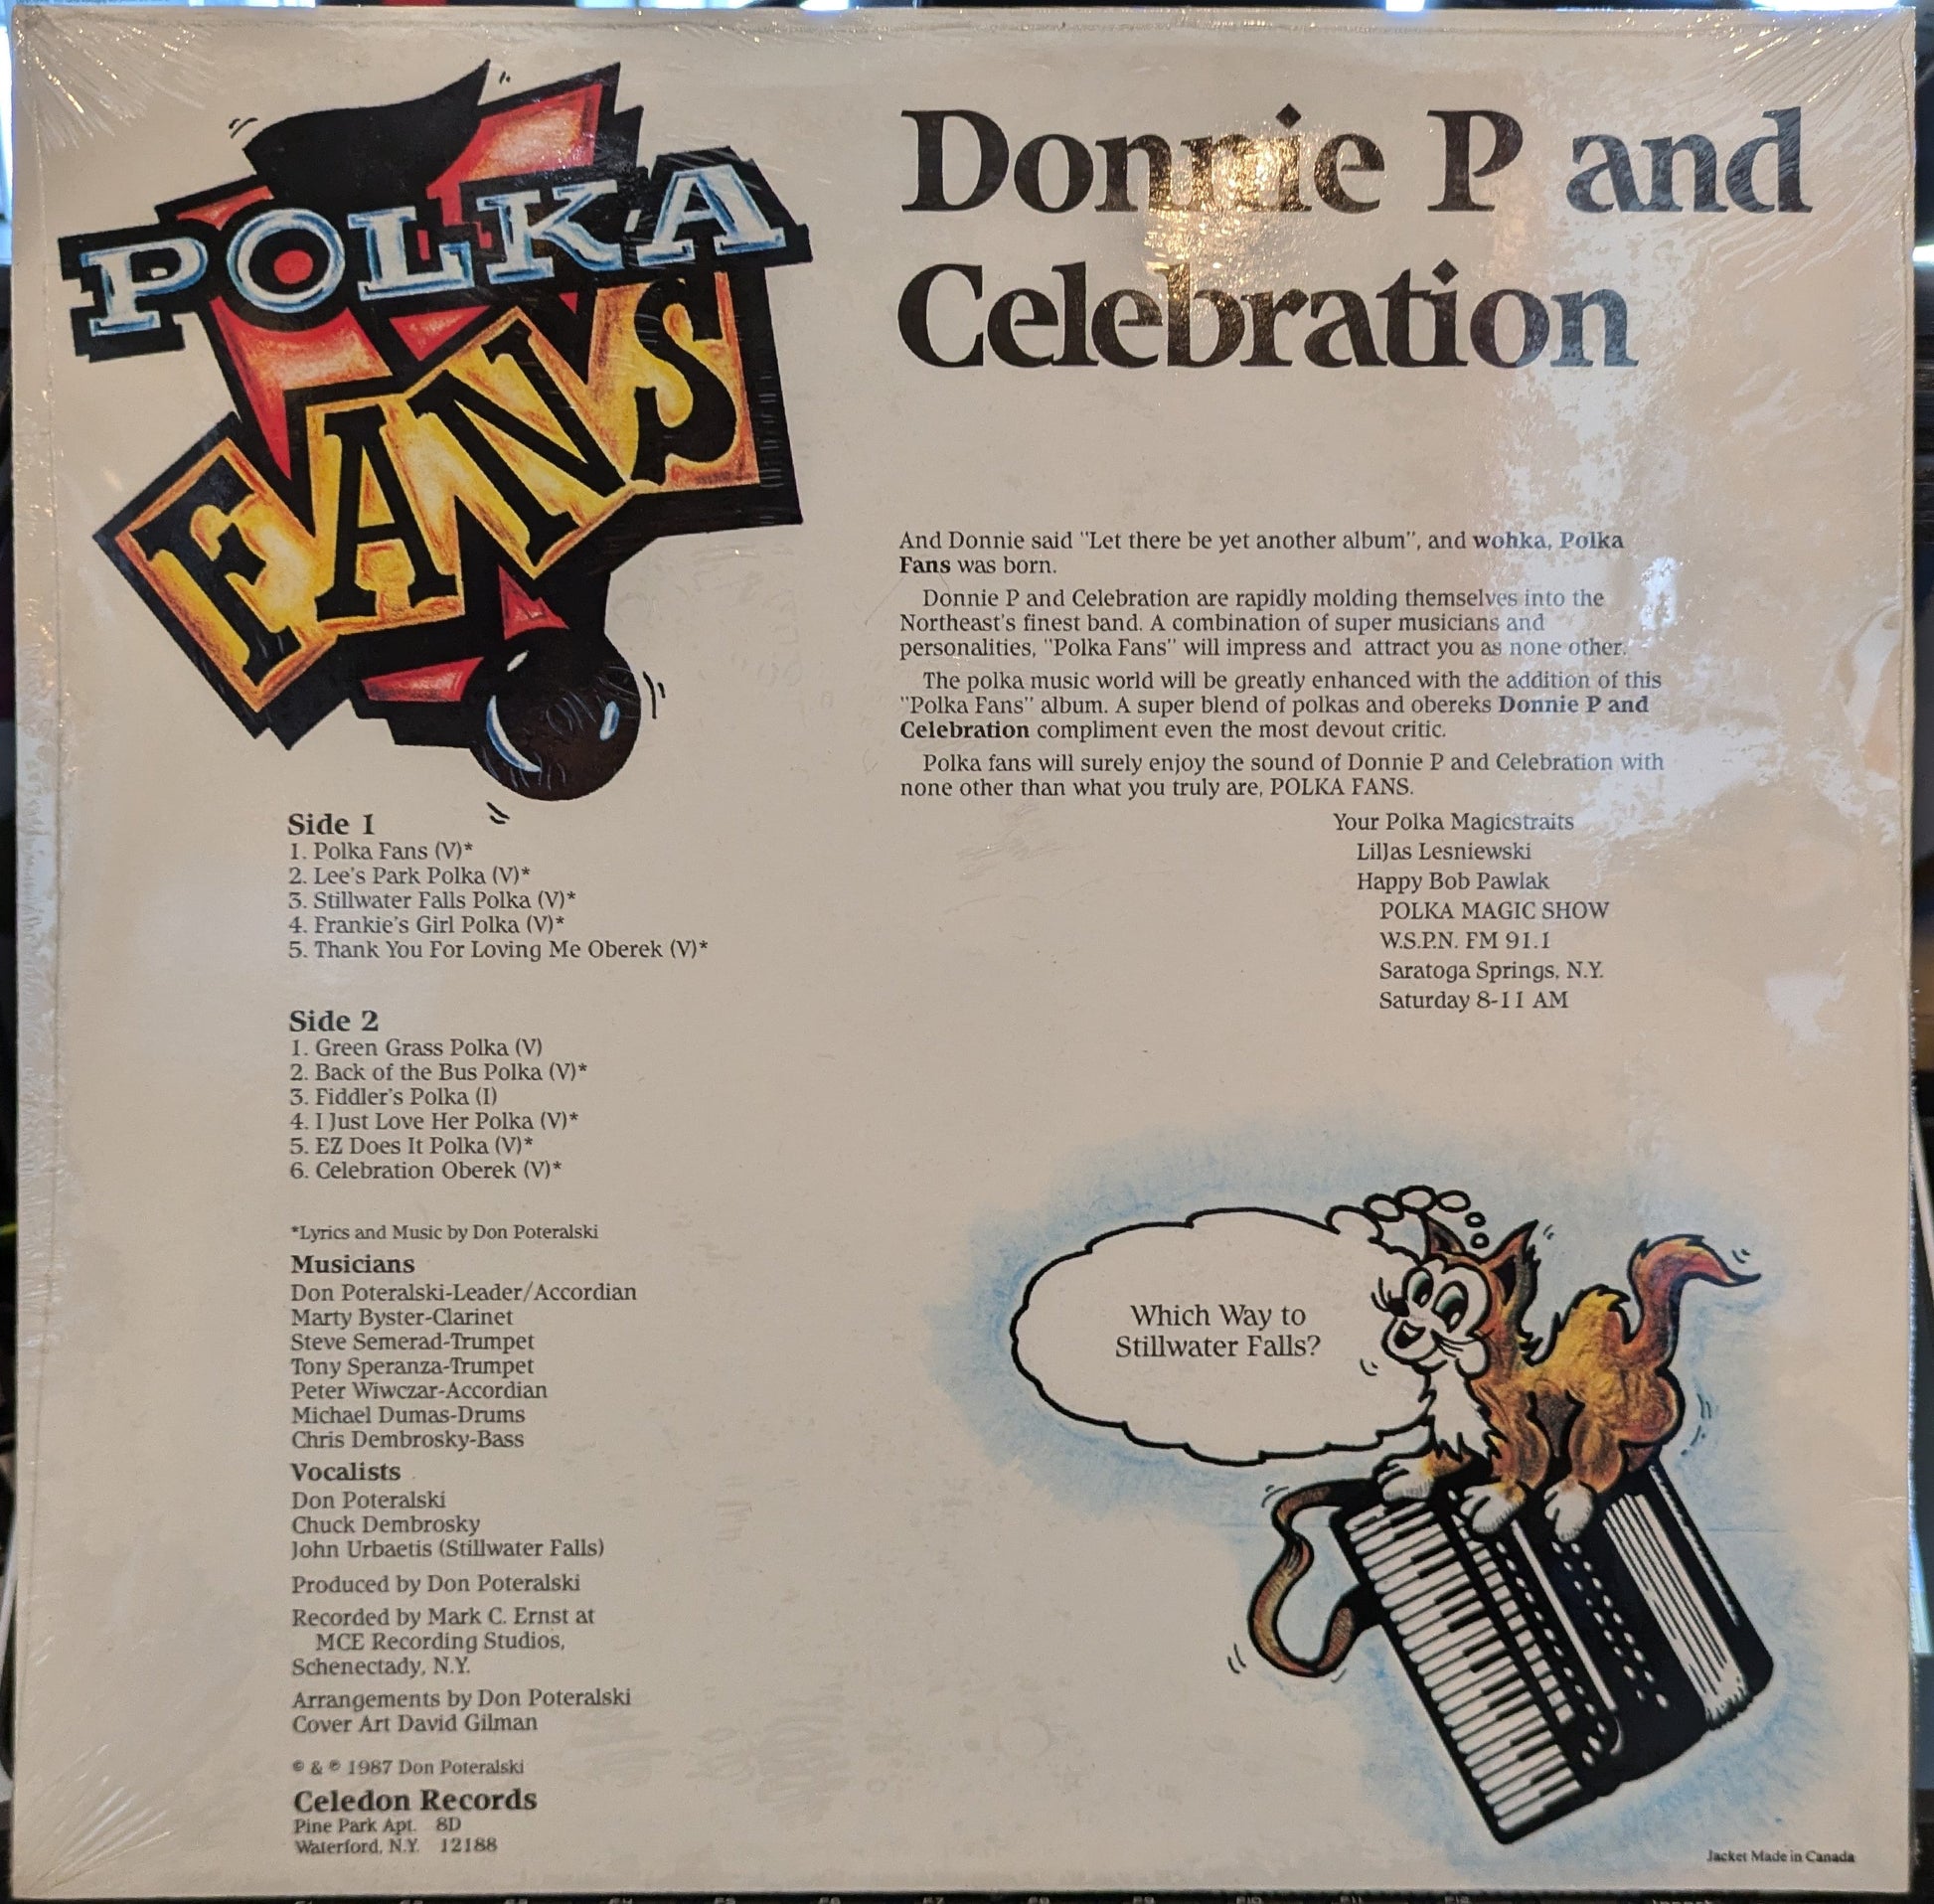 POLKA
FANS
Donnie P and
Celebration
And Donnie said "Let there be yet another album", and wohka, Polka
Fans was born.
Donnie P and Celebration are rapidly molding themselves into the
Northeast's finest band. A combination of super musicians and
personalities, "Polka Fans" will impress and attract you as none other.
The polka music world will be greatly enhanced with the addition of this
"Polka Fans" album. A super blend of polkas and obereks Donnie P and
Celebration compliment even the most devout critic.
Polka fans will surely enjoy the sound of Donnie P and Celebration with
none other than what you truly are, POLKA FANS.
Your Polka Magicstraits
LilJas Lesniewski
Happy Bob Pawlak
POLKA MAGIC SHOW
W.S.P.N. FM 91.1
Saratoga Springs, N.Y.
Saturday 8-11 AM
Side 1
1. Polka Fans (V)*
2. Lee's Park Polka (V)*
3. Stillwater Falls Polka (V)*
4. Frankie's Girl Polka (V)*
5. Thank You For Loving Me Oberek (V)*
Side 2
1. Green Grass Polka (V)
2. Back of the Bus Polka (V)*
3. Fiddler's Polka (I)
4. I Just Love Her Polka (V)*
5. EZ Does It Polka (V)*
6. Celebration Oberek (V)*
*Lyrics and Music by Don Poteralski
Musicians
Don Poteralski-Leader/Accordian
Marty Byster-Clarinet
Steve Semerad-Trumpet
Tony Speranza-Trumpet
Peter Wiwczar-Accordian
Michael Dumas-Drums
Chris Dembrosky-Bass
Vocalists
Don Poteralski
Chuck Dembrosky
John Urbaetis (Stillwater Falls)
Produced by Don Poteralski
Recorded by Mark C. Ernst at
MCE Recording Studios,
Schenectady, N.Y.
Arrangements by Don Poteralski
Cover Art David Gilman
© & ℗ 1987 Don Poteralski
Celedon Records
Pine Park Apt. 8D
Waterford, N.Y. 12188
Which Way to
Stillwater Falls?
Jacket Made in Canada